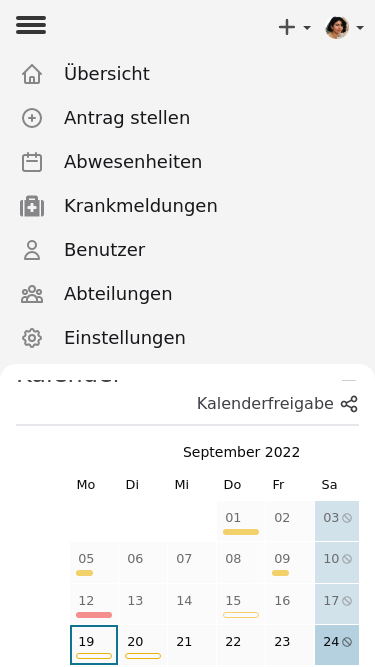 Übersicht
Antrag stellen
Abwesenheiten
Krankmeldungen
Benutzer
Abteilungen
Einstellungen
Kalender
Kalenderfreigabe
September 2022
Mo Di Mi Do Fr Sa
01 02 03
05 06 07 08 09 10
12 13 14 15 16 17
19 20 21 22 23 24